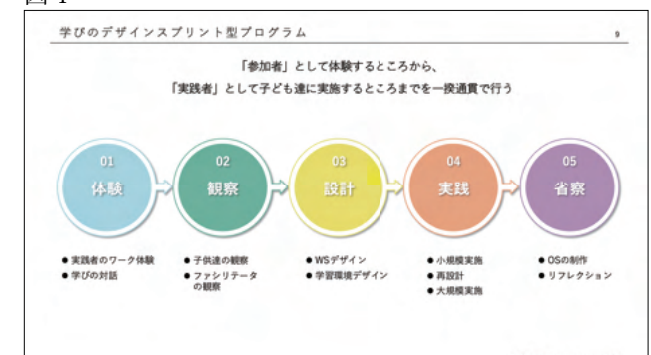 学びのデザインスプリント型プログラム
9
「参加者」として体験するところから、
「実践者」として子ども達に実施するところまでを一揆通貫で行う
01
体験
02
観察
03
設計
04
実践
05
省察
● 実践者のワーク体験
● 学びの対話
● 子供達の観察
● ファシリテータ
の観察
● WSデザイン
● 学習環境デザイン
● 小規模実施
● 再設計
● 大規模実施
● OSの制作
● リフレクション